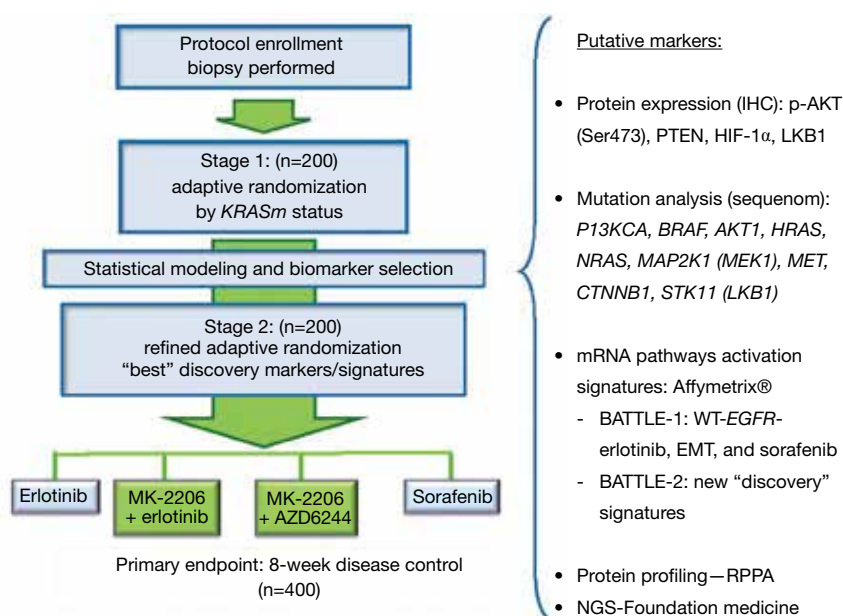 Protocol enrollment
biopsy performed
Stage 1: (n=200)
adaptive randomization
by KRASm status
Statistical modeling and biomarker selection
Stage 2: (n=200)
refined adaptive randomization
“best” discovery markers/signatures
Erlotinib
MK-2206
+ erlotinib
MK-2206
+ AZD6244
Sorafenib
Primary endpoint: 8-week disease control
(n=400)
Putative markers:
• Protein expression (IHC): p-AKT
(Ser473), PTEN, HIF-1α, LKB1
• Mutation analysis (sequenom):
P13KCA, BRAF, AKT1, HRAS,
NRAS, MAP2K1 (MEK1), MET,
CTNNB1, STK11 (LKB1)
• mRNA pathways activation
signatures: Affymetrix®
- BATTLE-1: WT-EGFR-
erlotinib, EMT, and sorafenib
- BATTLE-2: new “discovery”
signatures
• Protein profiling—RPPA
• NGS-Foundation medicine